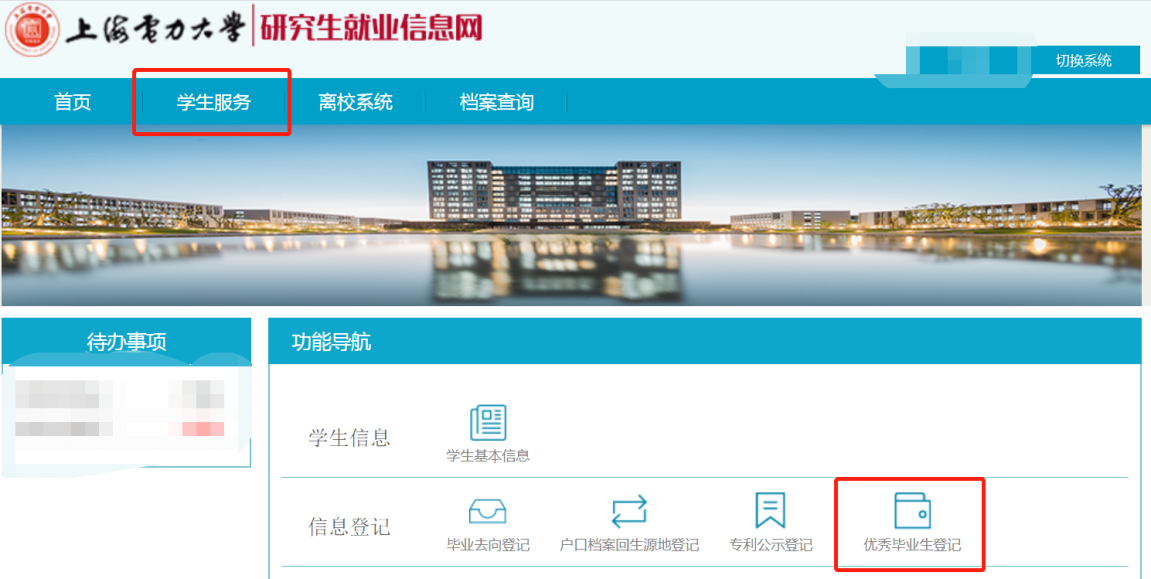 上海电力大学 研究生就业信息网
切换系统
首页 学生服务 离校系统 档案查询
待办事项
功能导航
学生信息
学生基本信息
信息登记
毕业去向登记 户口档案回生源地登记 专利公示登记 优秀毕业生登记